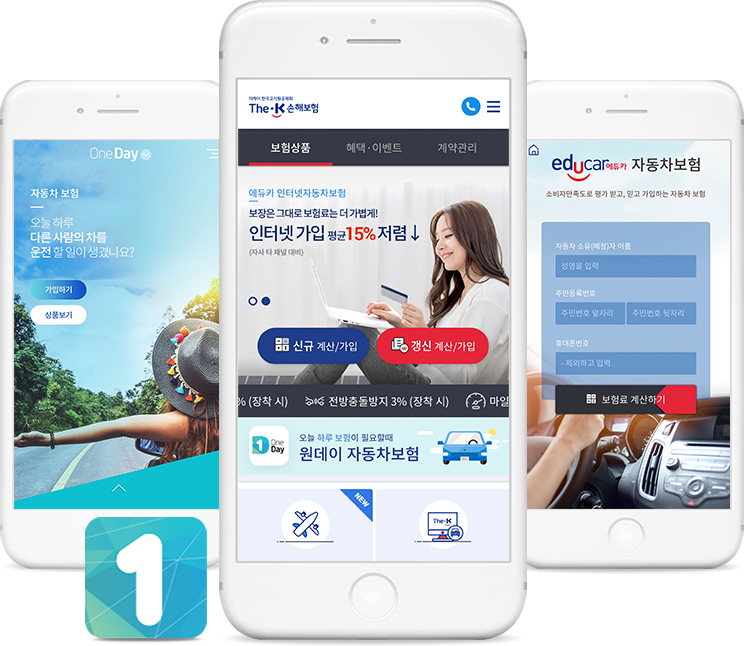 One Day
자동차 보험
오늘 하루
다른 사람의 차를
운전 할 일이 생겼나요?
가입하기
상품보기
1
더케이 한국교직원공제회
The-K 손해보험
보험상품
혜택·이벤트
계약관리
에듀카 인터넷자동차보험
보장은 그대로 보험료는 더 가볍게!
인터넷 가입 평균15% 저렴↓
(자사 타 채널 대비)
신규 계산/가입
갱신 계산/가입
% (장착 시)
전방충돌방지 3% (장착 시)
마일
1 One
Day
오늘 하루 보험이 필요할때
원데이 자동차보험
NEW
The-K
educar에듀카 자동차보험
소비자만족도로 평가 받고, 믿고 가입하는 자동차 보험
자동차 소유(예정)자 이름
성명을 입력
주민등록번호
주민번호 앞자리
주민번호 뒷자리
휴대폰번호
- 제외하고 입력
보험료 계산하기